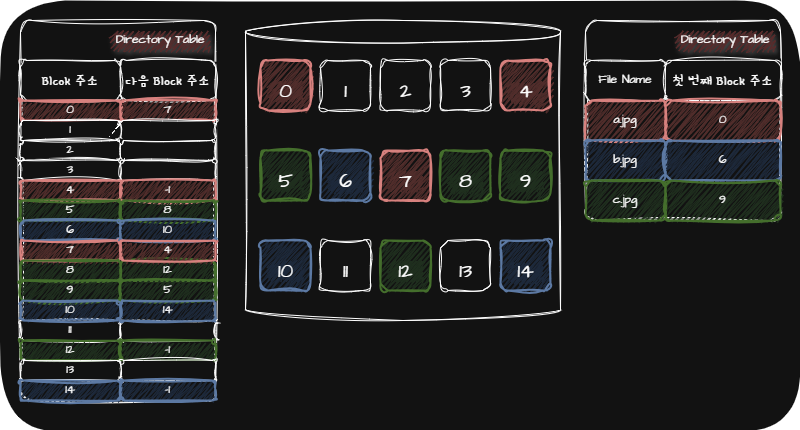 Directory Table
Blcok 주소 다음 Block 주소
0 7
1
2
3
4 -1
5 8
6 10
7 4
8 12
9 5
10 14
11
12 -1
13
14 -1
0 1 2 3 4
5 6 7 8 9
10 11 12 13 14
Directory Table
File Name 첫 번째 Block 주소
a.jpg 0
b.jpg 6
c.jpg 9